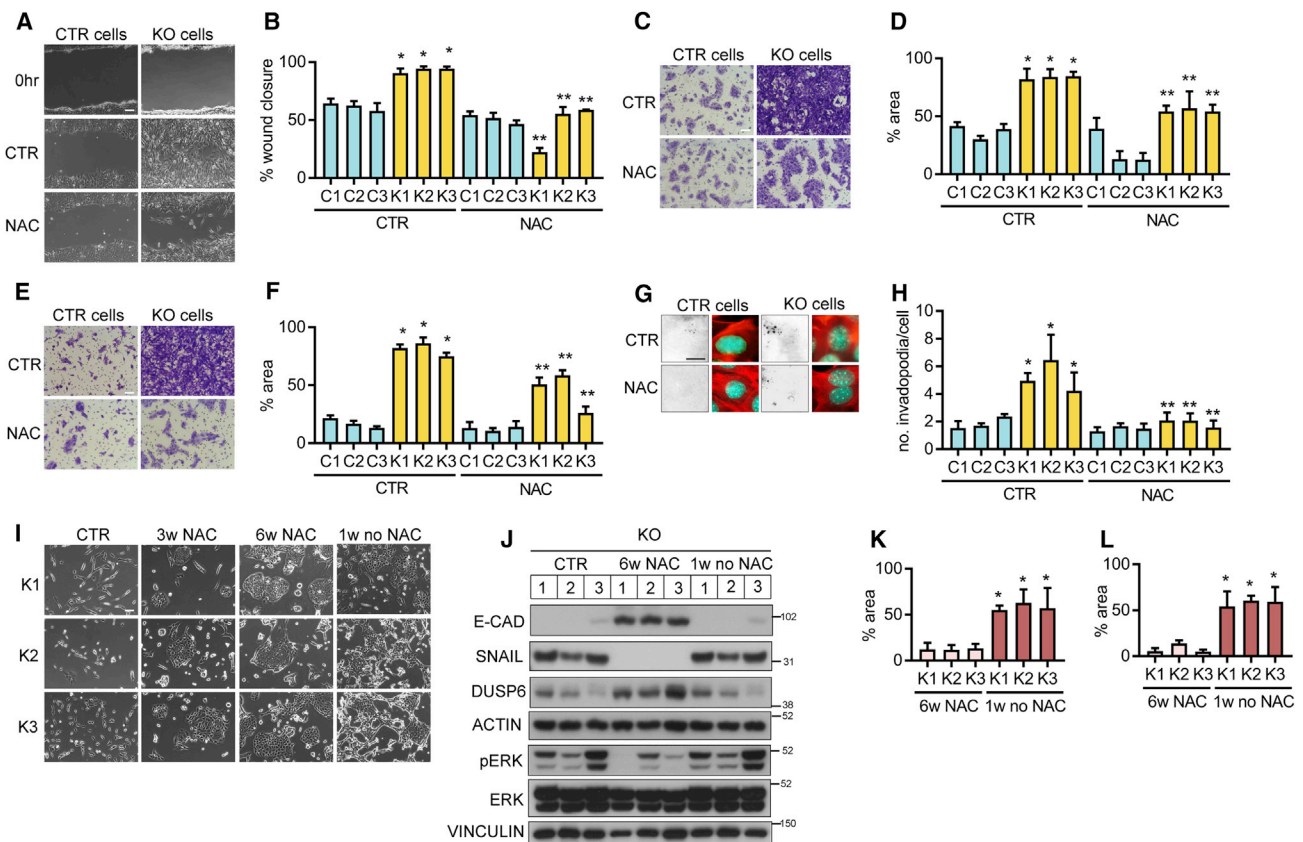 A
CTR cells KO cells
0hr
CTR
NAC
B
% wound closure
100
50
0
C1 C2 C3 K1 K2 K3 C1 C2 C3 K1 K2 K3
CTR NAC
* * * ** ** **
C
CTR cells KO cells
CTR
NAC
D
% area
100
50
0
C1 C2 C3 K1 K2 K3 C1 C2 C3 K1 K2 K3
CTR NAC
* * * ** ** **
E
CTR cells KO cells
CTR
NAC
F
% area
100
50
0
C1 C2 C3 K1 K2 K3 C1 C2 C3 K1 K2 K3
CTR NAC
* * * ** ** **
G
CTR cells KO cells
CTR
NAC
H
no. invadopodia/cell
10
8
6
4
2
0
C1 C2 C3 K1 K2 K3 C1 C2 C3 K1 K2 K3
CTR NAC
* * * ** ** **
I
CTR 3w NAC 6w NAC 1w no NAC
K1
K2
K3
J
KO
CTR 6w NAC 1w no NAC
1 2 3 1 2 3 1 2 3
E-CAD 102
SNAIL 31
DUSP6 38
ACTIN 52
pERK 52
ERK 52
VINCULIN 150
K
% area
100
50
0
K1 K2 K3 K1 K2 K3
6w NAC 1w no NAC
* * *
L
% area
100
50
0
K1 K2 K3 K1 K2 K3
6w NAC 1w no NAC
* * *